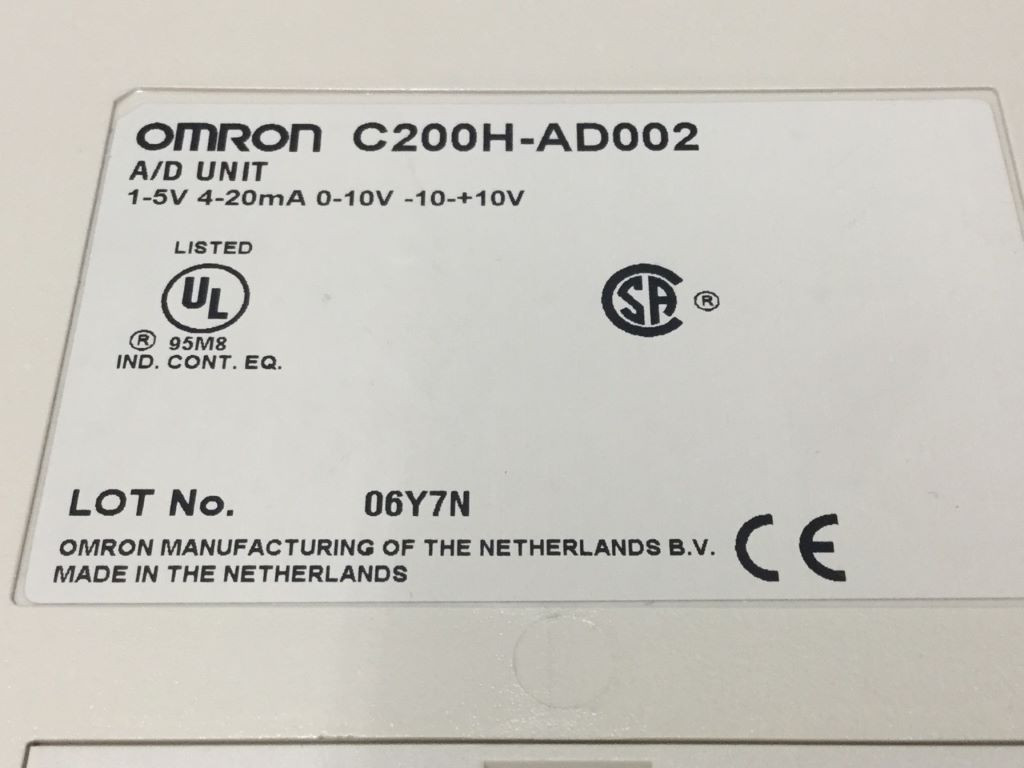 OMRON C200H-AD002
A/D UNIT
1-5V 4-20mA 0-10V -10-+10V
LISTED
UL
® 95M8
IND. CONT. EQ.
CSA ®
LOT No. 06Y7N
OMRON MANUFACTURING OF THE NETHERLANDS B.V.
MADE IN THE NETHERLANDS
CE